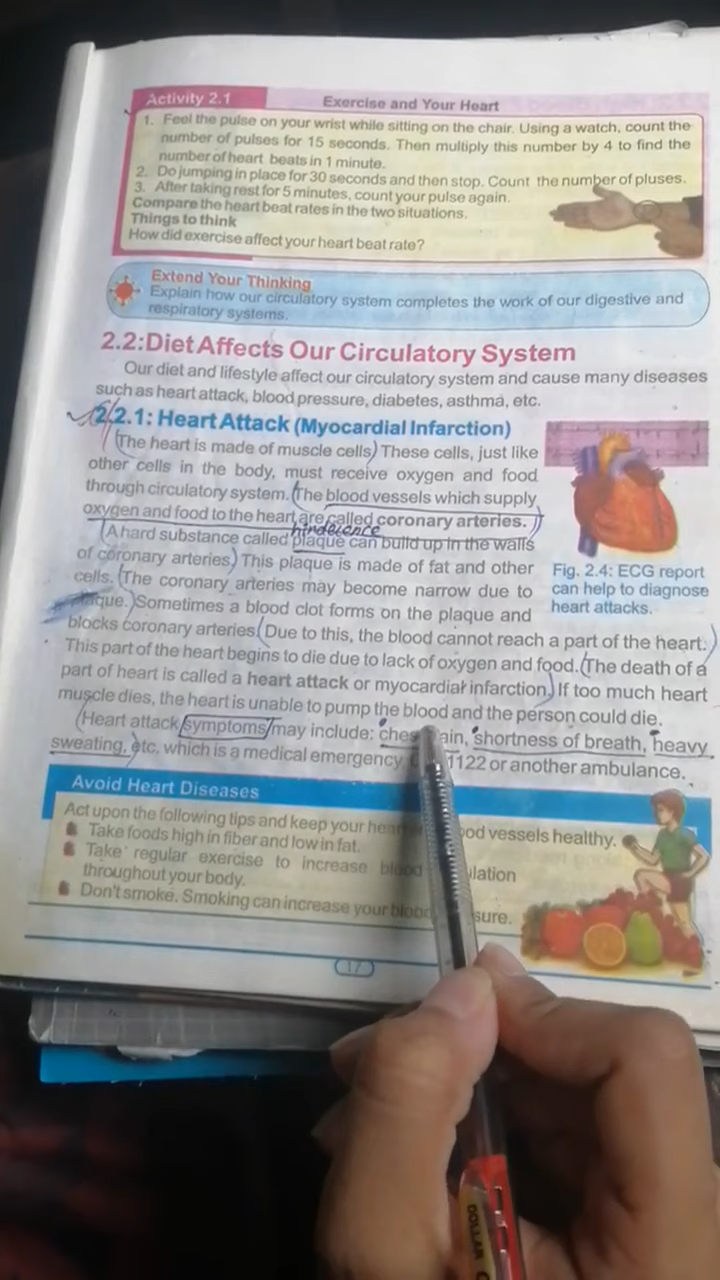 Activity 2.1 Exercise and Your Heart
1. Feel the pulse on your wrist while sitting on the chair. Using a watch, count the
number of pulses for 15 seconds. Then multiply this number by 4 to find the
number of heart beats in 1 minute.
2. Do jumping in place for 30 seconds and then stop. Count the number of pluses.
3. After taking rest for 5 minutes, count your pulse again.
Compare the heart beat rates in the two situations.
Things to think
How did exercise affect your heart beat rate?
Extend Your Thinking
Explain how our circulatory system completes the work of our digestive and
respiratory systems.
2.2:Diet Affects Our Circulatory System
Our diet and lifestyle affect our circulatory system and cause many diseases
such as heart attack, blood pressure, diabetes, asthma, etc.
2.2.1: Heart Attack (Myocardial Infarction)
The heart is made of muscle cells) These cells, just like
other cells in the body, must receive oxygen and food
through circulatory system. (The blood vessels which supply
oxygen and food to the heart are called coronary arteries.
hinderence
(A hard substance called plaque can build up in the walls
of coronary arteries) This plaque is made of fat and other
cells. (The coronary arteries may become narrow due to
plaque.) Sometimes a blood clot forms on the plaque and
blocks coronary arteries (Due to this, the blood cannot reach a part of the heart.)
This part of the heart begins to die due to lack of oxygen and food. (The death of a
part of heart is called a heart attack or myocardial infarction.) If too much heart
muscle dies, the heart is unable to pump the blood and the person could die.
(Heart attack symptoms may include: ches ain, shortness of breath, heavy
sweating, etc, which is a medical emergency 1122 or another ambulance.
Fig. 2.4: ECG report
can help to diagnose
heart attacks.
Avoid Heart Diseases
Act upon the following tips and keep your hear ood vessels healthy.
Take foods high in fiber and low in fat.
Take regular exercise to increase blood lation
throughout your body.
Don't smoke. Smoking can increase your blood sure.
17
DOLLAR